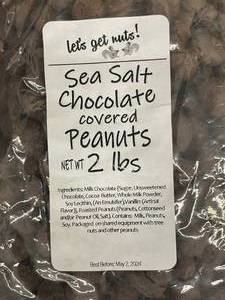 let's get nuts!
Sea Salt
Chocolate
covered
Peanuts
NET WT 2 lbs
Ingredients: Milk Chocolate (Sugar, Unsweetened
Chocolate, Cocoa Butter, Whole Milk Powder,
Soy Lecithin, (An Emulsifier), Vanillin (Artificial
Flavor)), Roasted Peanuts (Peanuts, Cottonseed
and/or Peanut Oil, Salt). Contains: Milk, Peanuts,
Soy. Packaged on shared equipment with tree
nuts and other peanuts
Best Before: May 2, 2024